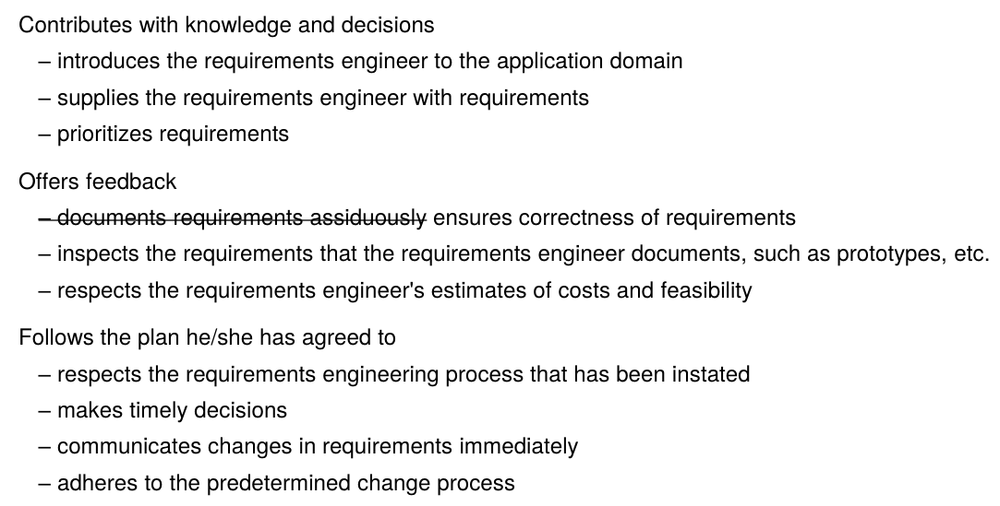 Contributes with knowledge and decisions
– introduces the requirements engineer to the application domain
– supplies the requirements engineer with requirements
– prioritizes requirements
Offers feedback
– documents requirements assiduously ensures correctness of requirements
– inspects the requirements that the requirements engineer documents, such as prototypes, etc.
– respects the requirements engineer's estimates of costs and feasibility
Follows the plan he/she has agreed to
– respects the requirements engineering process that has been instated
– makes timely decisions
– communicates changes in requirements immediately
– adheres to the predetermined change process